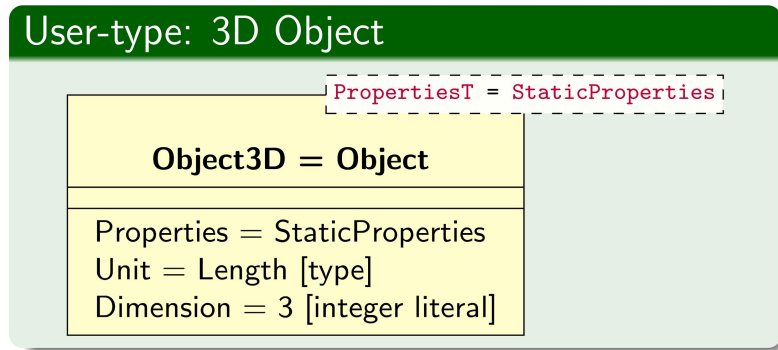 User-type: 3D Object
PropertiesT = StaticProperties
Object3D = Object
Properties = StaticProperties
Unit = Length [type]
Dimension = 3 [integer literal]